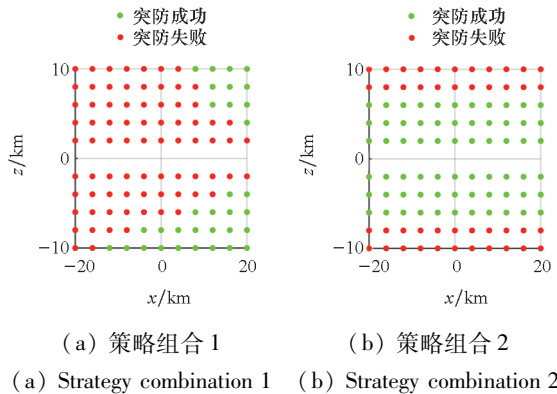 突防成功 突防成功
突防失败 突防失败
10 10
z/km 0 z/km 0
−10 −10
−20 0 20 −20 0 20
x/km x/km
(a) 策略组合 1 (b) 策略组合 2
(a) Strategy combination 1 (b) Strategy combination 2